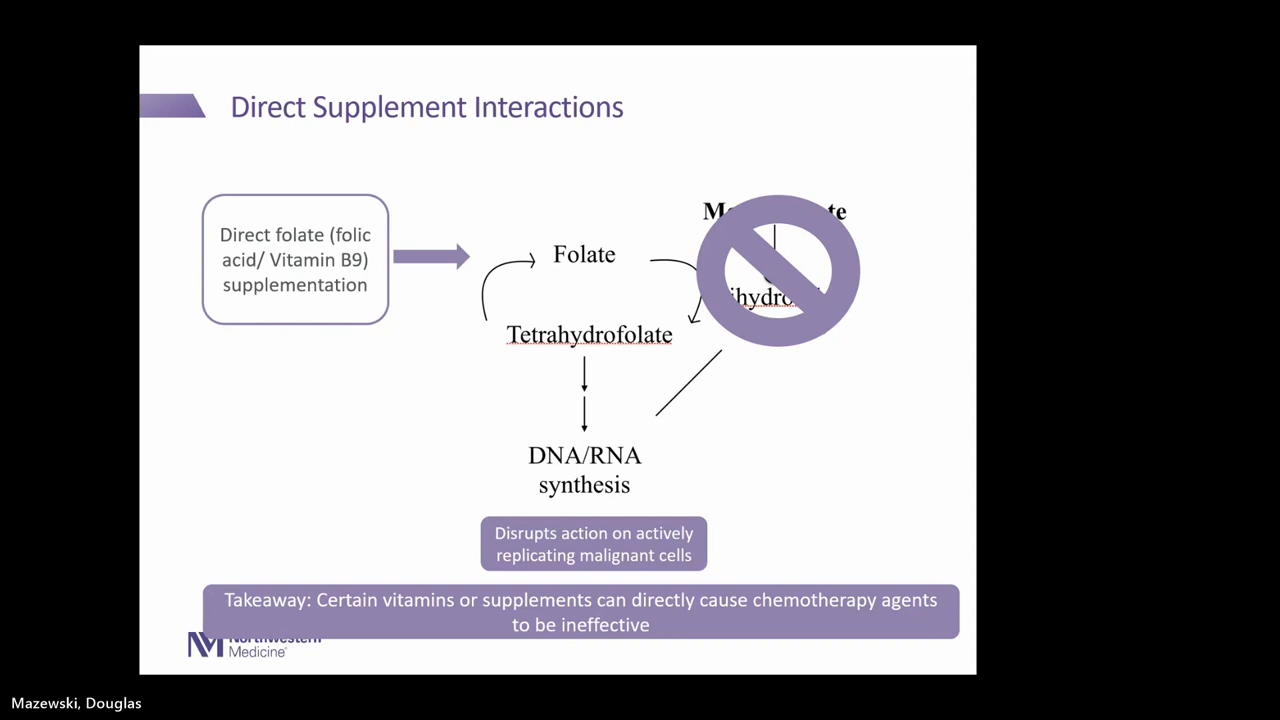 Direct Supplement Interactions
Direct folate (folic
acid/ Vitamin B9)
supplementation
Folate
Tetrahydrofolate
DNA/RNA
synthesis
Disrupts action on actively
replicating malignant cells
Takeaway: Certain vitamins or supplements can directly cause chemotherapy agents
to be ineffective
Northwestern
Medicine
Mazewski, Douglas